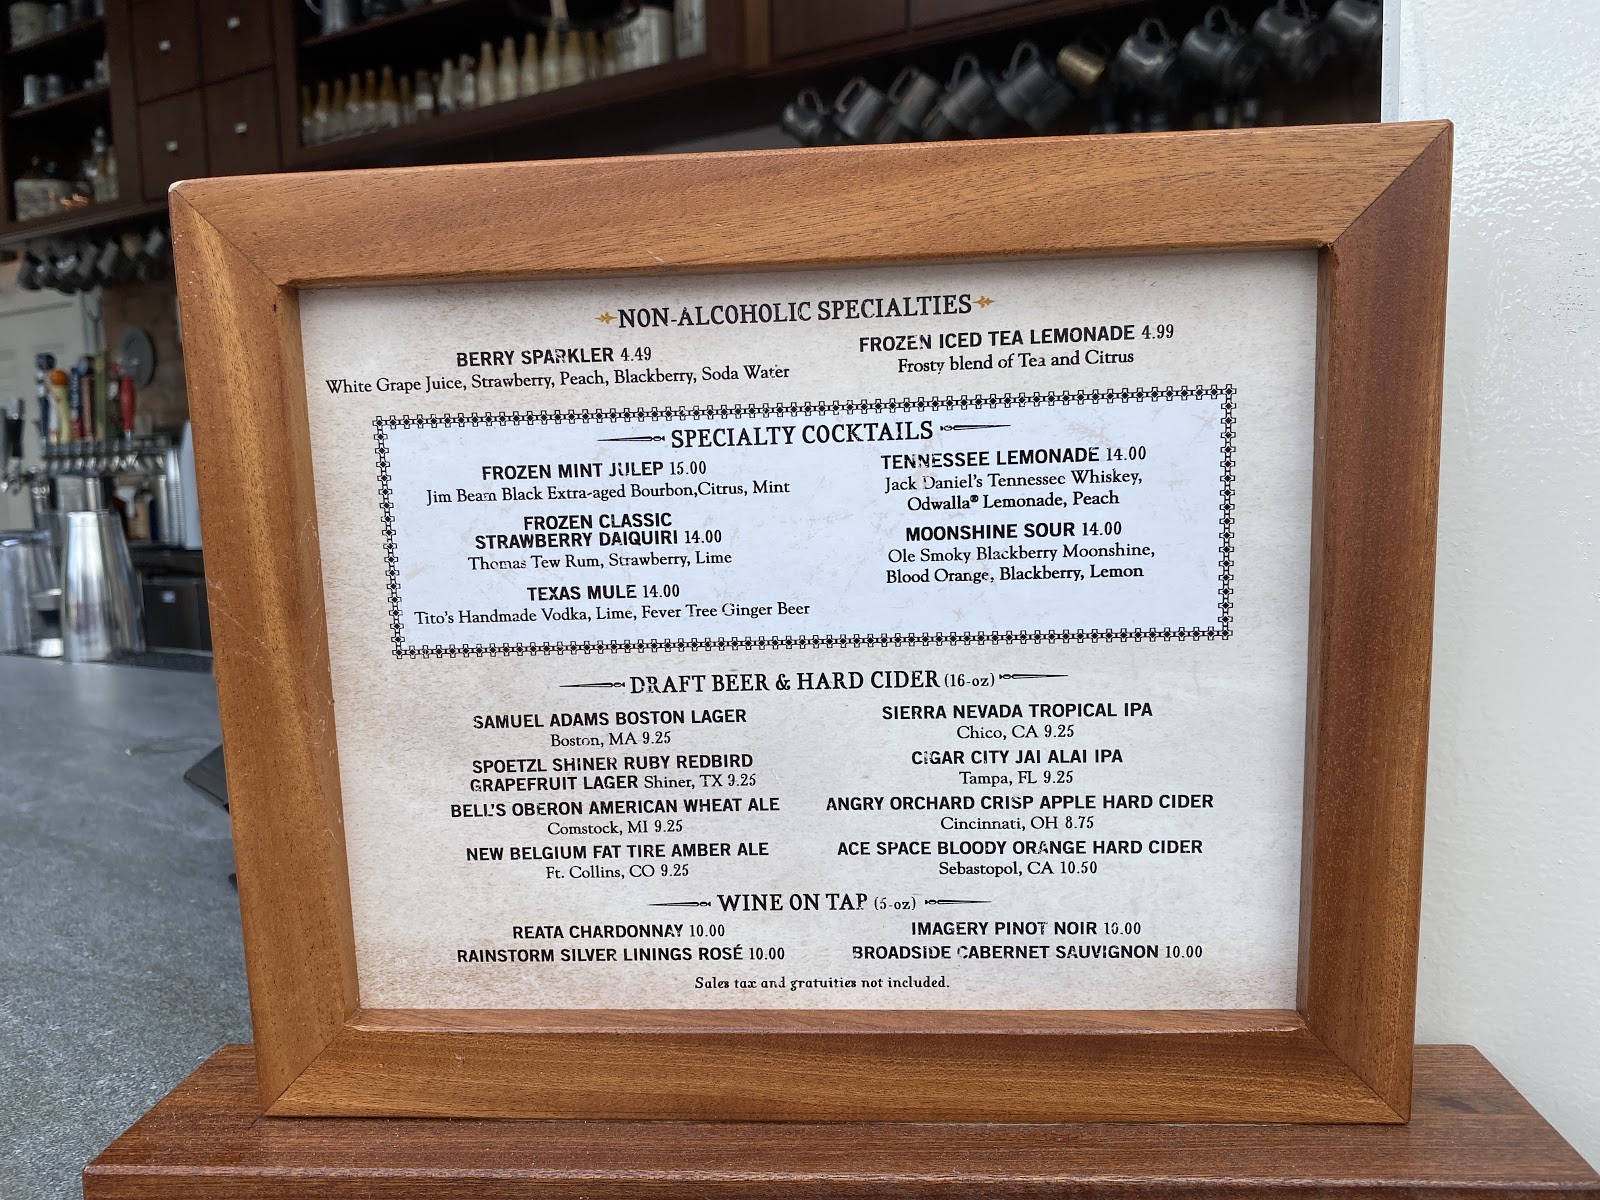 NON-ALCOHOLIC SPECIALTIES
BERRY SPARKLER 4.49
White Grape Juice, Strawberry, Peach, Blackberry, Soda Water
FROZEN ICED TEA LEMONADE 4.99
Frosty blend of Tea and Citrus
SPECIALTY COCKTAILS
FROZEN MINT JULEP 15.00
Jim Beam Black Extra-aged Bourbon,Citrus, Mint
FROZEN CLASSIC
STRAWBERRY DAIQUIRI 14.00
Thomas Tew Rum, Strawberry, Lime
TEXAS MULE 14.00
Tito's Handmade Vodka, Lime, Fever Tree Ginger Beer
TENNESSEE LEMONADE 14.00
Jack Daniel's Tennessee Whiskey,
Odwalla® Lemonade, Peach
MOONSHINE SOUR 14.00
Ole Smoky Blackberry Moonshine,
Blood Orange, Blackberry, Lemon
DRAFT BEER & HARD CIDER (16-oz)
SAMUEL ADAMS BOSTON LAGER
Boston, MA 9.25
SPOETZL SHINER RUBY REDBIRD
GRAPEFRUIT LAGER Shiner, TX 9.25
BELL'S OBERON AMERICAN WHEAT ALE
Comstock, MI 9.25
NEW BELGIUM FAT TIRE AMBER ALE
Ft. Collins, CO 9.25
SIERRA NEVADA TROPICAL IPA
Chico, CA 9.25
CIGAR CITY JAI ALAI IPA
Tampa, FL 9.25
ANGRY ORCHARD CRISP APPLE HARD CIDER
Cincinnati, OH 8.75
ACE SPACE BLOODY ORANGE HARD CIDER
Sebastopol, CA 10.50
WINE ON TAP (5-oz)
REATA CHARDONNAY 10.00
RAINSTORM SILVER LININGS ROSÉ 10.00
IMAGERY PINOT NOIR 10.00
BROADSIDE CABERNET SAUVIGNON 10.00
Sales tax and gratuities not included.